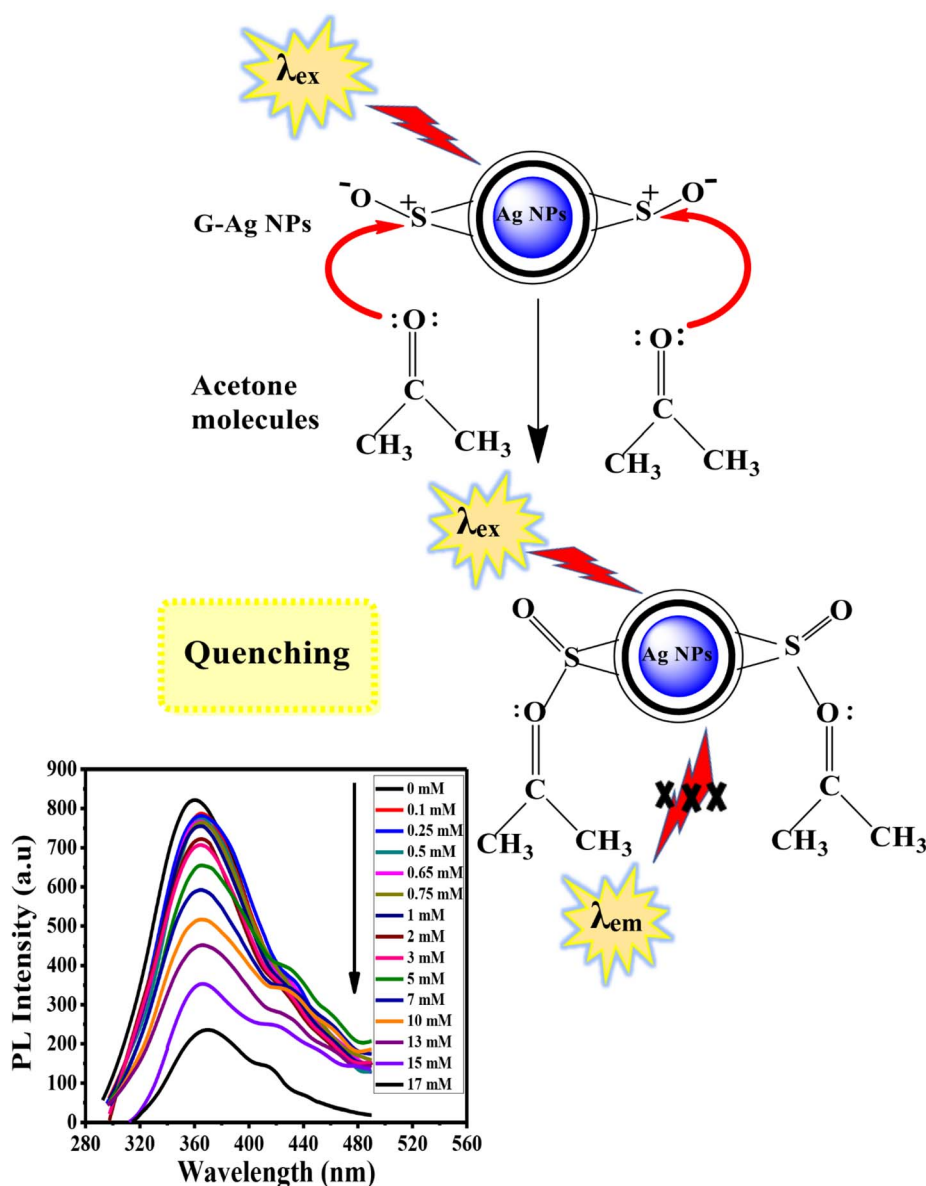 λex
-O
S+
Ag NPs
S+
O-
G-Ag NPs
:O:
:O:
Acetone
molecules
C
C
CH3
CH3
CH3
CH3
λex
O
O
Quenching
S
Ag NPs
S
:O
O:
C
C
X X X
CH3
CH3
CH3
CH3
λem
PL Intensity (a.u)
900
800
700
600
500
400
300
200
100
0
0 mM
0.1 mM
0.25 mM
0.5 mM
0.65 mM
0.75 mM
1 mM
2 mM
3 mM
5 mM
7 mM
10 mM
13 mM
15 mM
17 mM
280 320 360 400 440 480 520 560
Wavelength (nm)